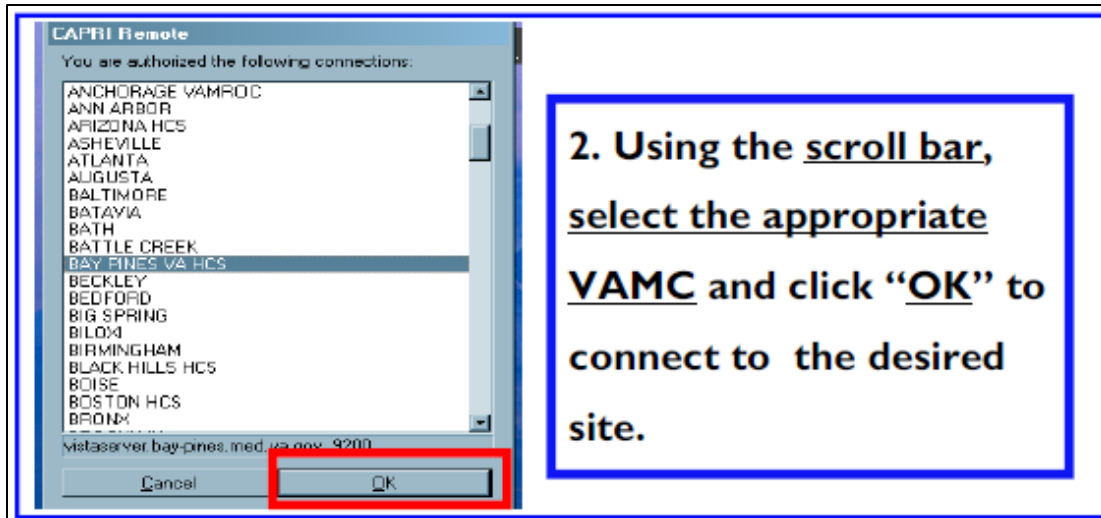 CAPRI Remote
You are authorized the following connections:
ANCHORAGE VAMROC
ANN ARBOR
ARIZONA HCS
ASHEVILLE
ATLANTA
AUGUSTA
BALTIMORE
BATAVIA
BATH
BATTLE CREEK
BAY PINES VA HCS
BECKLEY
BEDFORD
BIG SPRING
BILOXI
BIRMINGHAM
BLACK HILLS HCS
BOISE
BOSTON HCS
BRONX
vistaserver.bay-pines.med.va.gov, 9200
Cancel
OK
2. Using the scroll bar,
select the appropriate
VAMC and click “OK” to
connect to the desired
site.